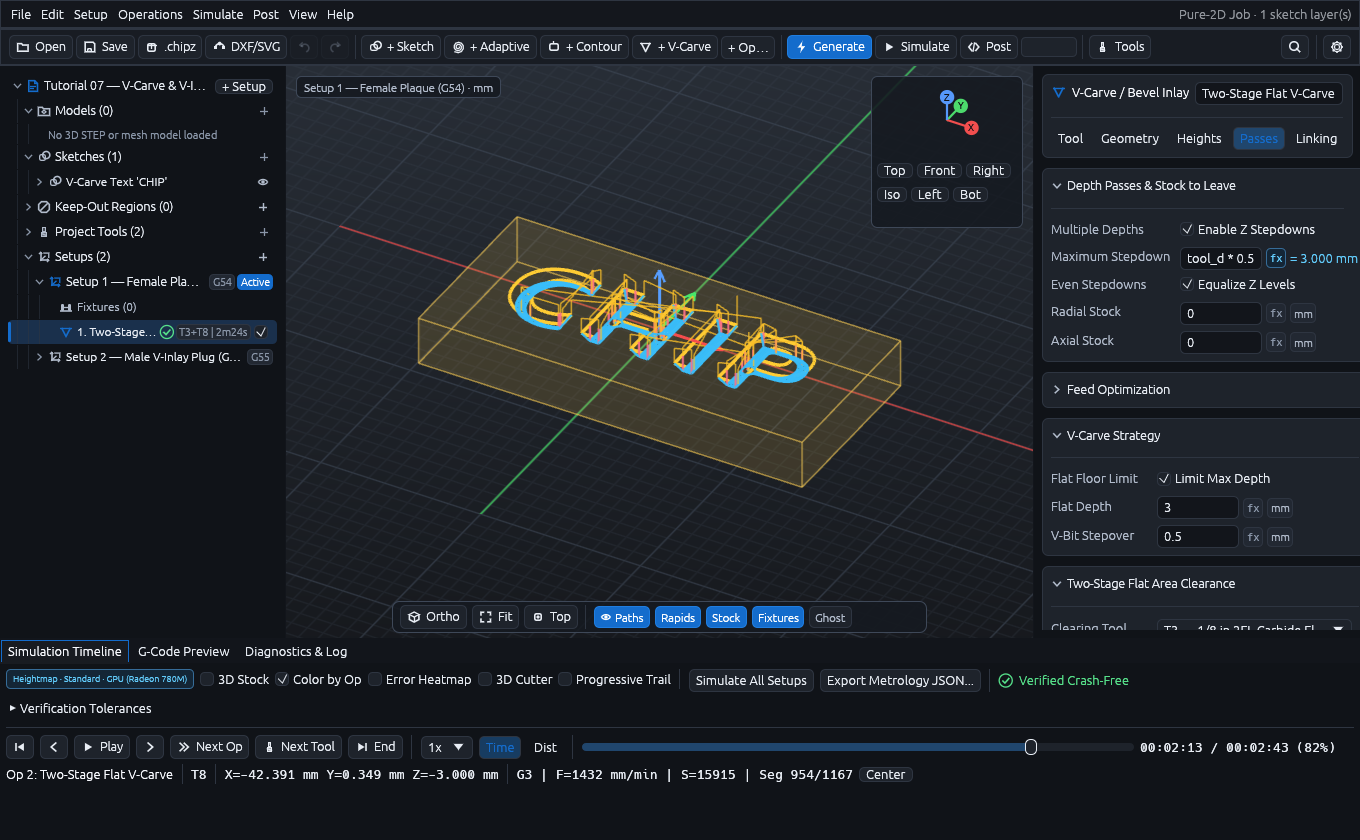 File Edit Setup Operations Simulate Post View Help
Pure-2D Job · 1 sketch layer(s)
Open Save .chipz DXF/SVG + Sketch + Adaptive + Contour + V-Carve + Op... Generate Simulate Post Tools
Tutorial 07 — V-Carve & V-I... + Setup
Models (0) +
No 3D STEP or mesh model loaded
Sketches (1) +
V-Carve Text 'CHIP'
Keep-Out Regions (0) +
Project Tools (2) +
Setups (2) +
Setup 1 — Female Pla... G54 Active
Fixtures (0)
1. Two-Stage... T3+T8 | 2m24s
Setup 2 — Male V-Inlay Plug (G... G55
Setup 1 — Female Plaque (G54) · mm
Z
Y
X
Top Front Right
Iso Left Bot
Ortho Fit Top Paths Rapids Stock Fixtures Ghost
V-Carve / Bevel Inlay Two-Stage Flat V-Carve
Tool Geometry Heights Passes Linking
Depth Passes & Stock to Leave
Multiple Depths Enable Z Stepdowns
Maximum Stepdown tool_d * 0.5 fx = 3.000 mm
Even Stepdowns Equalize Z Levels
Radial Stock 0 fx mm
Axial Stock 0 fx mm
Feed Optimization
V-Carve Strategy
Flat Floor Limit Limit Max Depth
Flat Depth 3 fx mm
V-Bit Stepover 0.5 fx mm
Two-Stage Flat Area Clearance
Clearing Tool T3 — 1/8 in 2FL Carbide Fl...
Simulation Timeline G-Code Preview Diagnostics & Log
Heightmap · Standard · GPU (Radeon 780M) 3D Stock Color by Op Error Heatmap 3D Cutter Progressive Trail Simulate All Setups Export Metrology JSON... Verified Crash-Free
Verification Tolerances
Play Next Op Next Tool End 1x Time Dist 00:02:13 / 00:02:43 (82%)
Op 2: Two-Stage Flat V-Carve T8 X=-42.391 mm Y=0.349 mm Z=-3.000 mm G3 | F=1432 mm/min | S=15915 | Seg 954/1167 Center